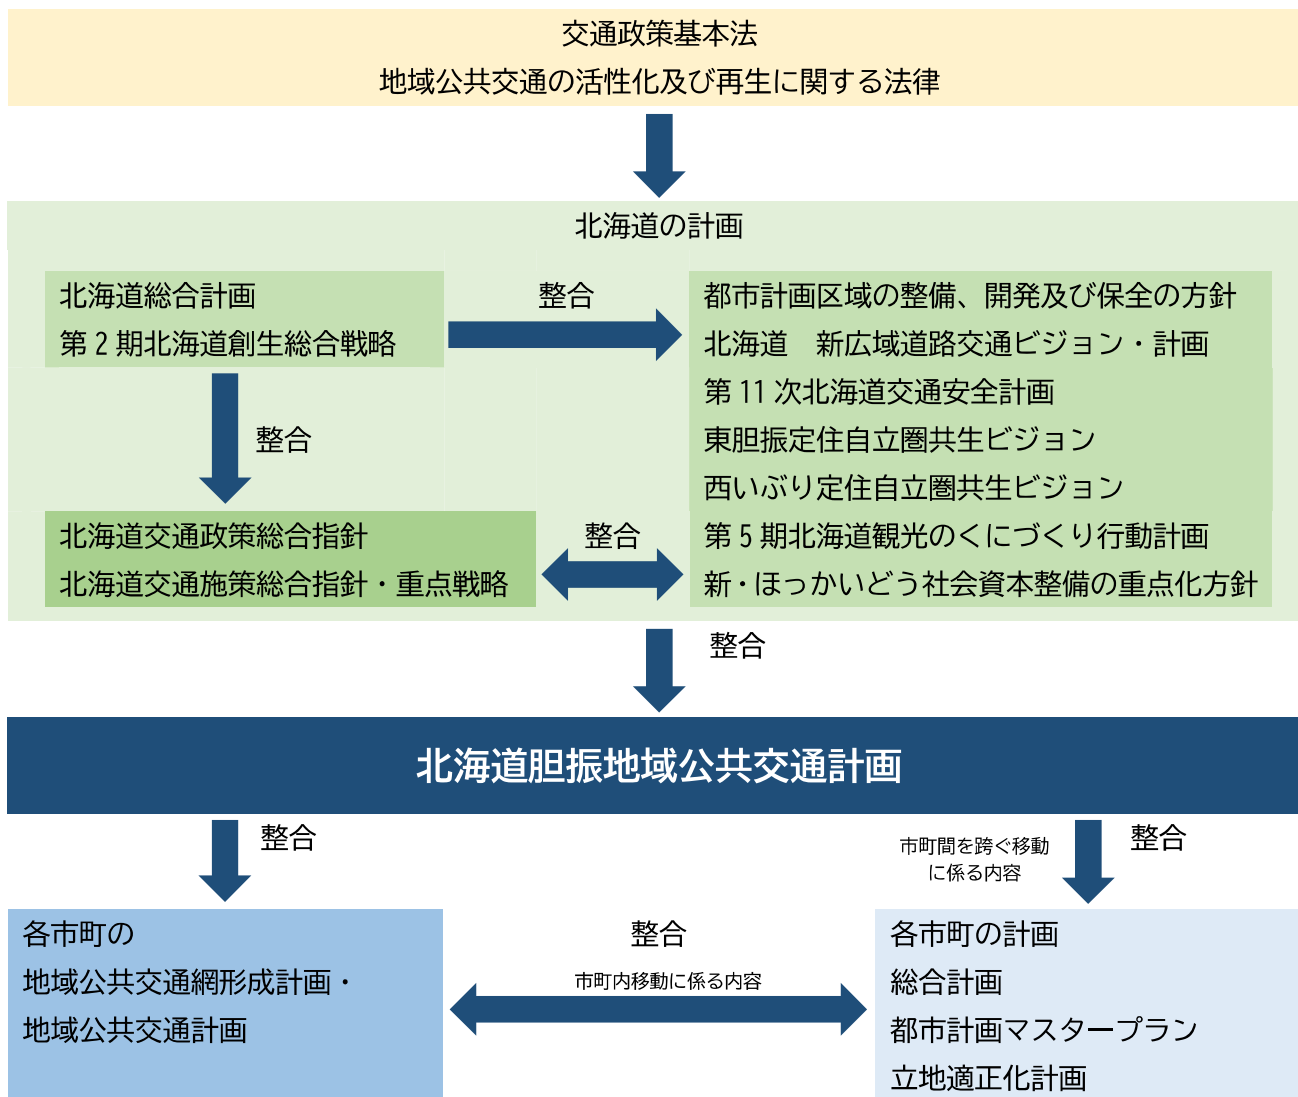 交通政策基本法
地域公共交通の活性化及び再生に関する法律
北海道の計画
北海道総合計画
第2期北海道創生総合戦略
整合
都市計画区域の整備、開発及び保全の方針
北海道　新広域道路交通ビジョン・計画
第11次北海道交通安全計画
東胆振定住自立圏共生ビジョン
西いぶり定住自立圏共生ビジョン
第5期北海道観光のくにづくり行動計画
新・ほっかいどう社会資本整備の重点化方針
整合
北海道交通政策総合指針
北海道交通施策総合指針・重点戦略
整合
整合
北海道胆振地域公共交通計画
整合
市町間を跨ぐ移動
に係る内容
整合
各市町の
地域公共交通網形成計画・
地域公共交通計画
整合
市町内移動に係る内容
各市町の計画
総合計画
都市計画マスタープラン
立地適正化計画